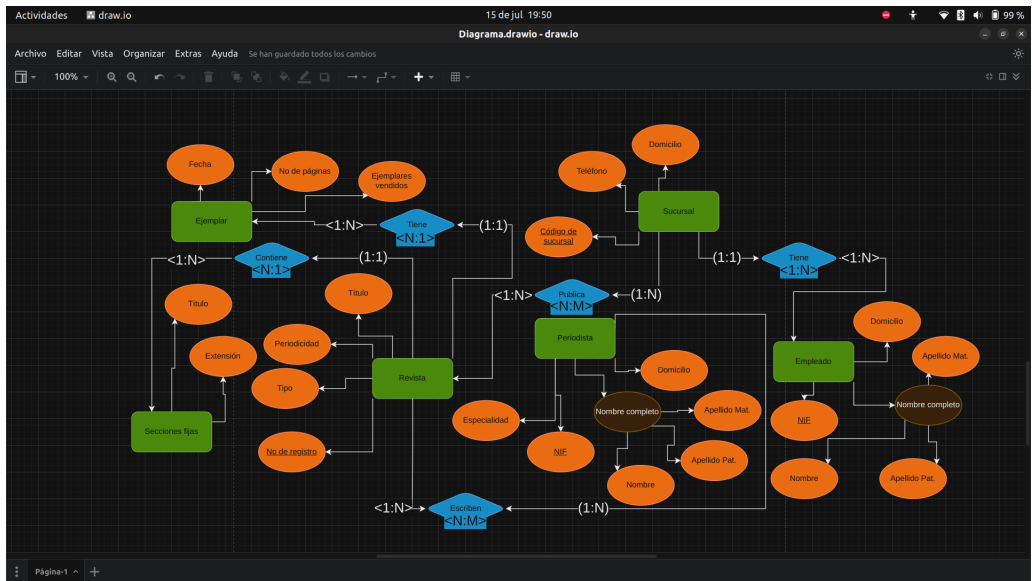 Actividades
draw.io
15 de jul 19:50
99 %
Diagrama.drawio - draw.io
Archivo Editar Vista Organizar Extras Ayuda Se han guardado todos los cambios
100%
Fecha
No de páginas
Ejemplares
vendidos
Ejemplar
<1:N>
Tiene
<N:1>
(1:1)
<1:N>
Contiene
<N:1>
(1:1)
Título
Extensión
Secciones fijas
Título
Periodicidad
Tipo
No de registro
Revista
Domicilio
Teléfono
Sucursal
Código de
sucursal
(1:1)
Tiene
<1:N>
<1:N>
<1:N>
Publica
<N:M>
(1:N)
Periodista
Domicilio
Nombre completo
Apellido Mat.
Apellido Pat.
Nombre
Especialidad
NIF
Empleado
Domicilio
Apellido Mat.
Nombre completo
NIF
Nombre
Apellido Pat.
<1:N>
Escriben
<N:M>
(1:N)
Página-1